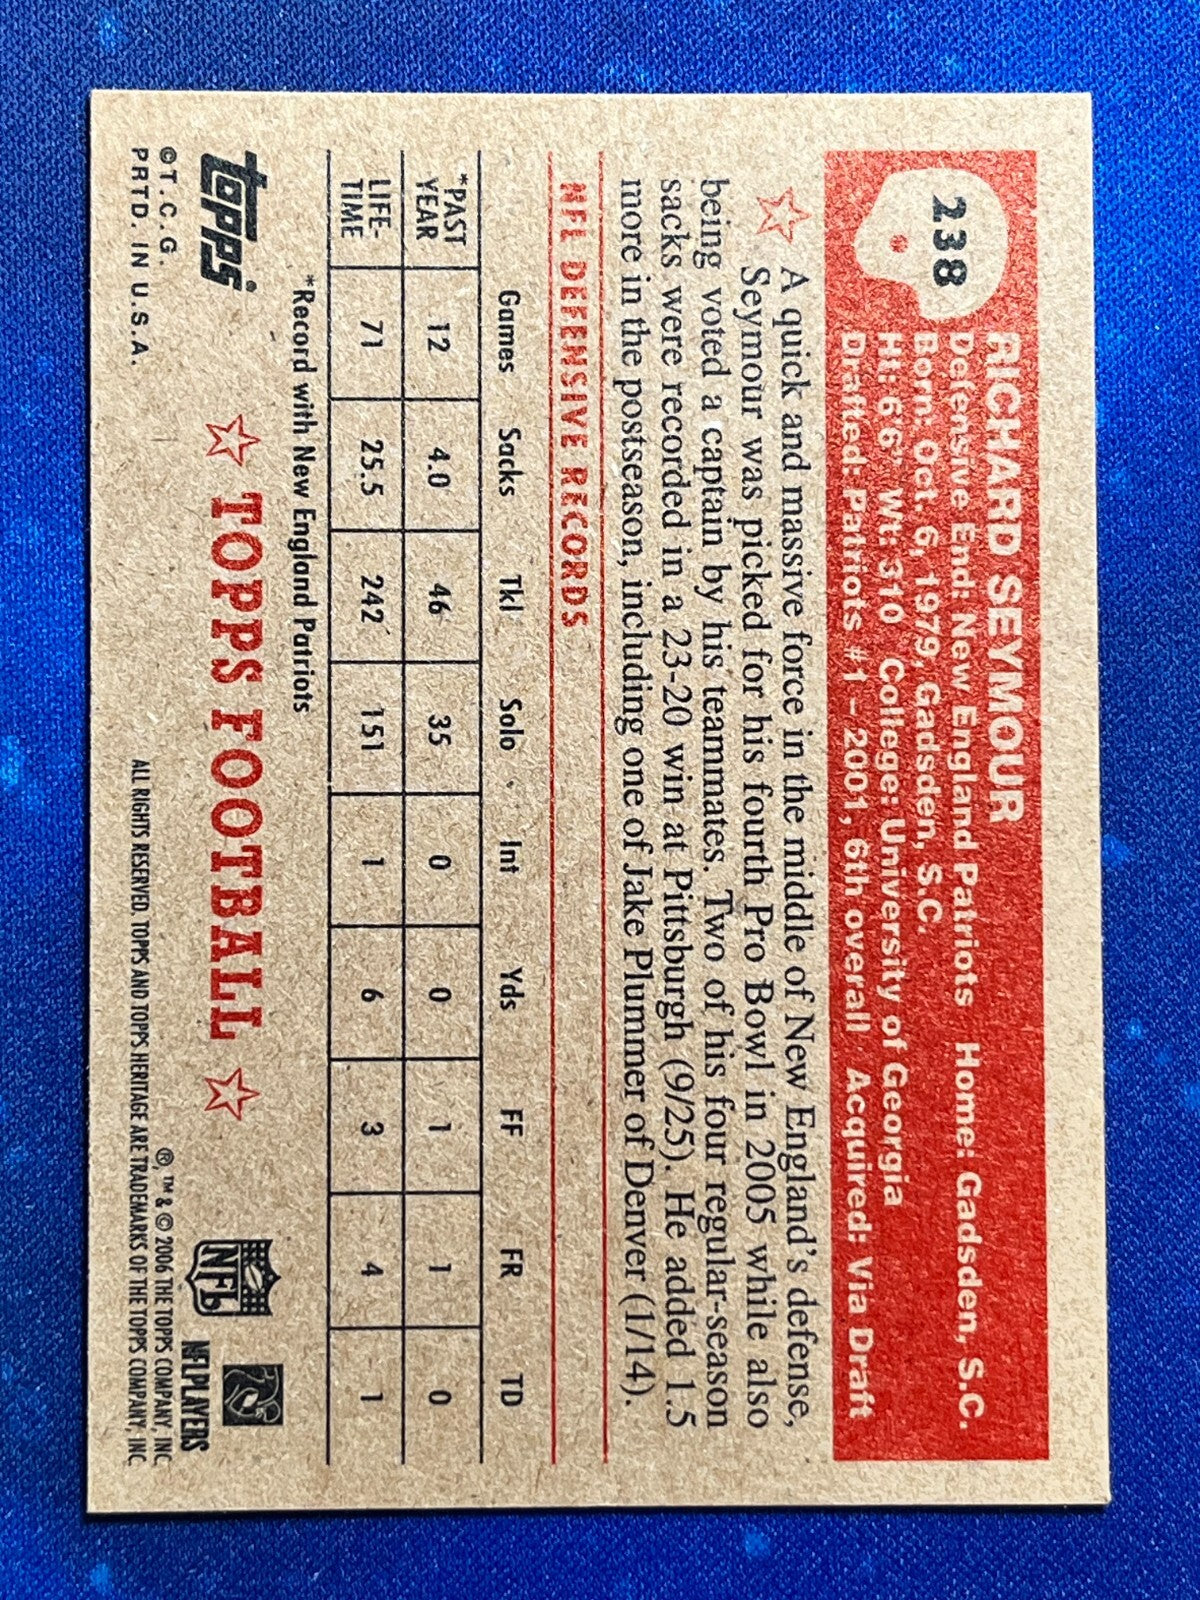 238
RICHARD SEYMOUR
Defensive End: New England Patriots Home: Gadsden, S.C.
Born: Oct. 6, 1979, Gadsden, S.C.
Ht: 6'6" Wt: 310 College: University of Georgia
Drafted: Patriots #1–2001, 6th overall Acquired: Via Draft
A quick and massive force in the middle of New England's defense,
Seymour was picked for his fourth Pro Bowl in 2005 while also
being voted a captain by his teammates. Two of his four regular-season
sacks were recorded in a 23-20 win at Pittsburgh (9/25). He added 1.5
more in the postseason, including one of Jake Plummer of Denver (1/14).
NFL DEFENSIVE RECORDS
Games Sacks Tkl Solo Int Yds FF FR TD
*PAST YEAR 12 4.0 46 35 0 0 1 1 0
LIFE-TIME 71 25.5 242 151 1 6 3 4 1
*Record with New England Patriots
topps
TOPPS FOOTBALL
NFL
NFLPLAYERS
©T.C.G.
PRTD. IN U.S.A.
®, ™ & © 2006 THE TOPPS COMPANY, INC
ALL RIGHTS RESERVED. TOPPS AND TOPPS HERITAGE ARE TRADEMARKS OF THE TOPPS COMPANY, INC